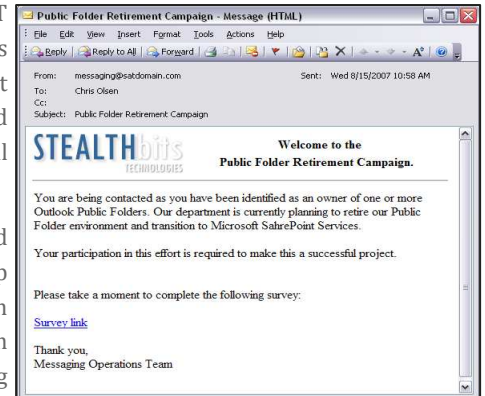 Public Folder Retirement Campaign - Message (HTML)
File Edit View Insert Format Tools Actions Help
Reply Reply to All Forward
From: messaging@satdomain.com Sent: Wed 8/15/2007 10:58 AM
To: Chris Olsen
Cc:
Subject: Public Folder Retirement Campaign
STEALTHbits
TECHNOLOGIES
Welcome to the
Public Folder Retirement Campaign.
You are being contacted as you have been identified as an owner of one or more
Outlook Public Folders. Our department is currently planning to retire our Public
Folder environment and transition to Microsoft SahrePoint Services.
Your participation in this effort is required to make this a successful project.
Please take a moment to complete the following survey:
Survey link
Thank you,
Messaging Operations Team